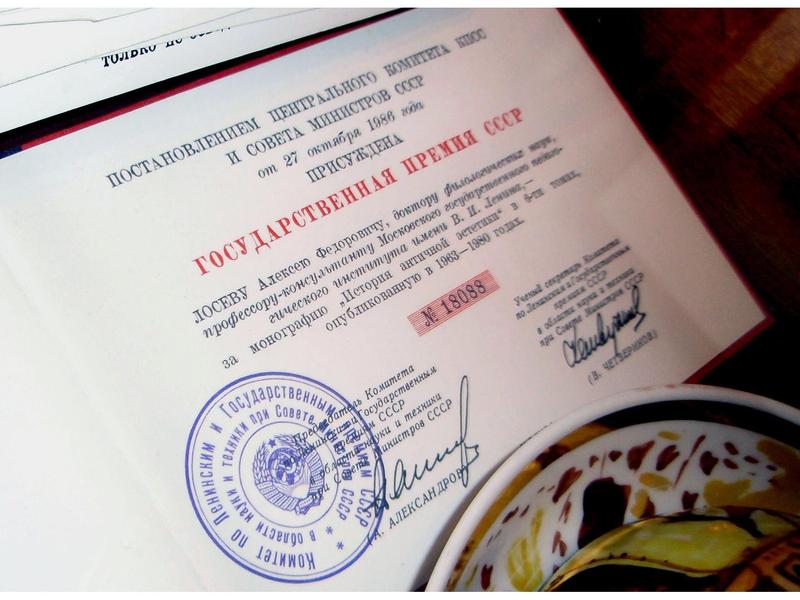 ТОЛЬКО ПО
ПОСТАНОВЛЕНИЕМ ЦЕНТРАЛЬНОГО КОМИТЕТА КПСС
И СОВЕТА МИНИСТРОВ СССР
от 27 октября 1986 года
ПРИСУЖДЕНА
ГОСУДАРСТВЕННАЯ ПРЕМИЯ СССР
ЛОСЕВУ Алексею Федоровичу, доктору филологических наук,
профессору-консультанту Московского государственного педаго-
гического института имени В. И. Ленина,—
за монографию „История античной эстетики" в 6-ти томах,
опубликованную в 1963—1980 годах.
№ 18088
Председатель Комитета
по Ленинским и Государственным
премиям СССР
в области науки и техники
при Совете Министров СССР
(А. АЛЕКСАНДРОВ)
Ученый секретарь Комитета
по Ленинским и Государственным
премиям СССР
в области науки и техники
при Совете Министров СССР
(В. ЧЕТВЕРИКОВ)
Комитет по Ленинским и Государственным премиям СССР
в области науки и техники при Совете Министров СССР